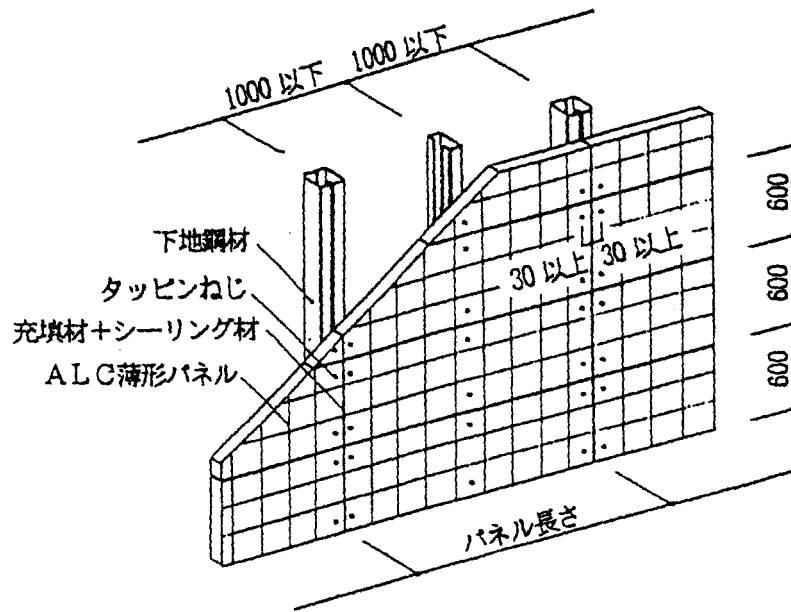 1000 以下
1000 以下
下地鋼材
タッピンねじ
充填材+シーリング材
ALC薄形パネル
30 以上
30 以上
600
600
600
パネル長さ